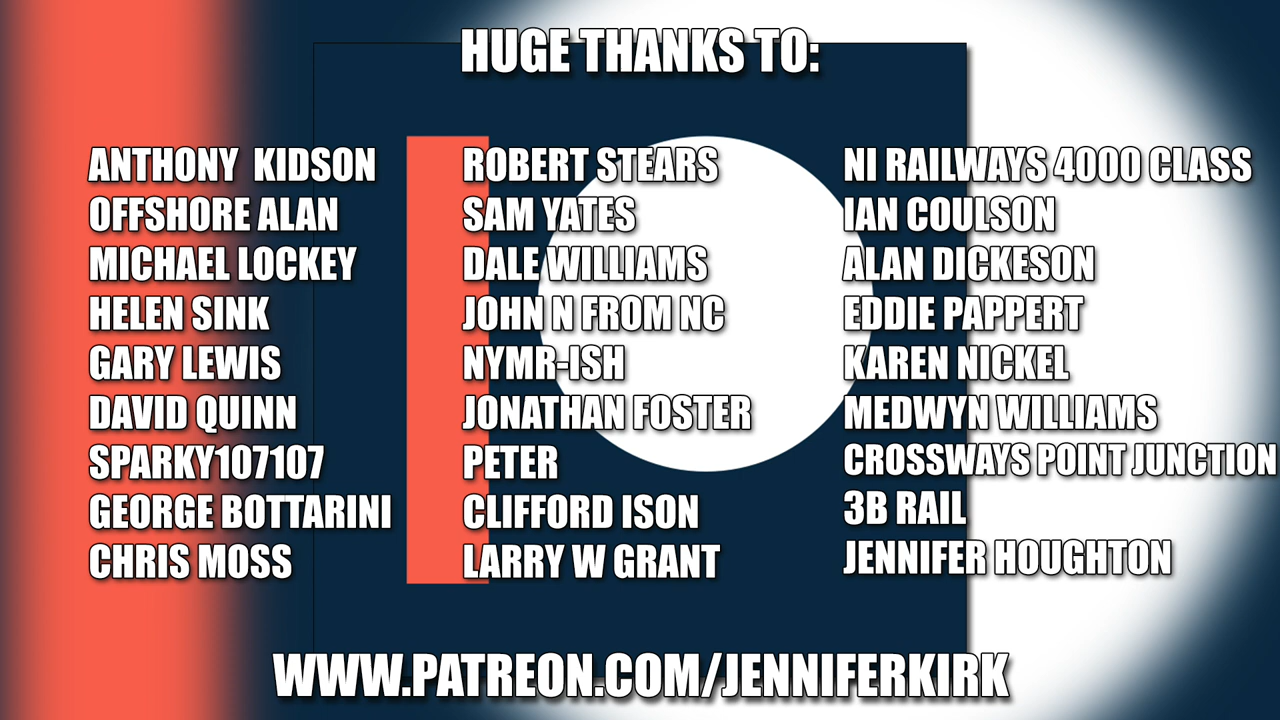 HUGE THANKS TO:
ANTHONY KIDSON
OFFSHORE ALAN
MICHAEL LOCKEY
HELEN SINK
GARY LEWIS
DAVID QUINN
SPARKY107107
GEORGE BOTTARINI
CHRIS MOSS
ROBERT STEARS
SAM YATES
DALE WILLIAMS
JOHN N FROM NC
NYMR-ISH
JONATHAN FOSTER
PETER
CLIFFORD ISON
LARRY W GRANT
NI RAILWAYS 4000 CLASS
IAN COULSON
ALAN DICKESON
EDDIE PAPPERT
KAREN NICKEL
MEDWYN WILLIAMS
CROSSWAYS POINT JUNCTION
3B RAIL
JENNIFER HOUGHTON
WWW.PATREON.COM/JENNIFERKIRK